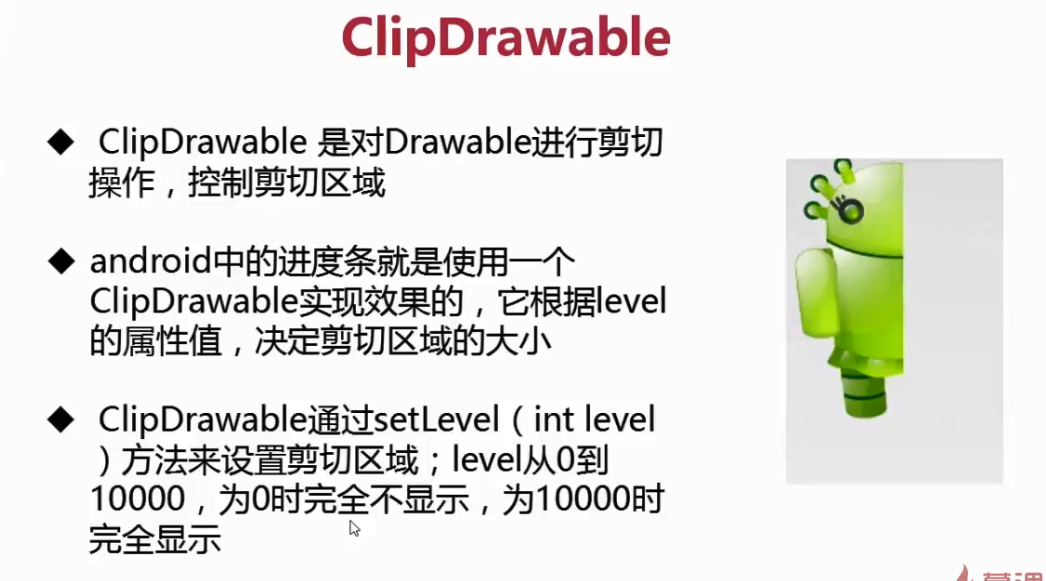 ClipDrawable
◆ ClipDrawable 是对Drawable进行剪切
操作，控制剪切区域
◆ android中的进度条就是使用一个
ClipDrawable实现效果的，它根据level
的属性值，决定剪切区域的大小
◆ ClipDrawable通过setLevel（int level
）方法来设置剪切区域；level从0到
10000，为0时完全不显示，为10000时
完全显示